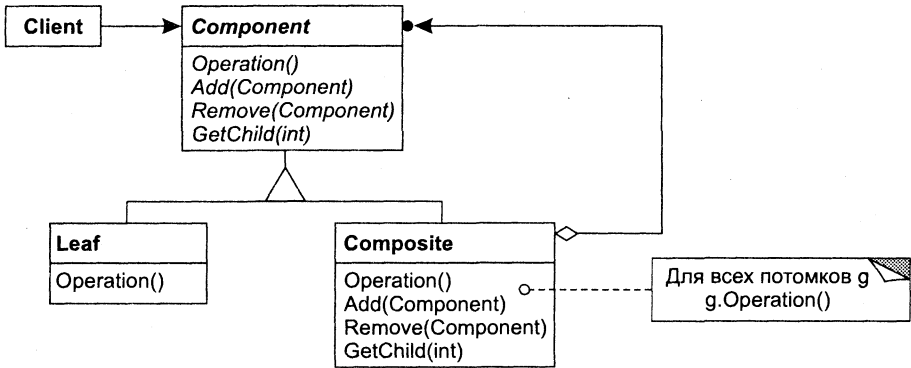 Client
Component
Operation()
Add(Component)
Remove(Component)
GetChild(int)
Leaf
Operation()
Composite
Operation()
Add(Component)
Remove(Component)
GetChild(int)
Для всех потомков g
g.Operation()